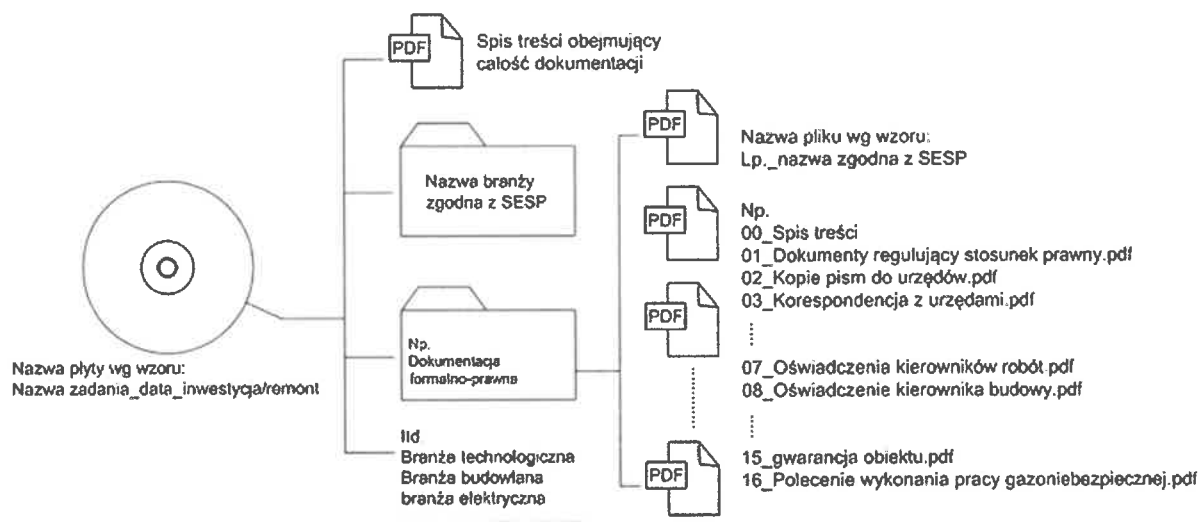 PDF
Spis treści obejmujący
całość dokumentacji
Nazwa branży
zgodna z SESP
Np.
Dokumentacja
formalno-prawna
Nazwa płyty wg wzoru:
Nazwa zadania_data_inwestycja/remont
Itd
Branża technologiczna
Branża budowlana
branża elektryczna
PDF
Nazwa pliku wg wzoru:
Lp._nazwa zgodna z SESP
PDF
Np.
00_Spis treści
01_Dokumenty regulujący stosunek prawny.pdf
02_Kopie pism do urzędów.pdf
03_Korespondencja z urzędami.pdf
PDF
07_Oświadczenia kierowników robót.pdf
08_Oświadczenie kierownika budowy.pdf
PDF
15_gwarancja obiektu.pdf
16_Polecenie wykonania pracy gazoniebezpiecznej.pdf